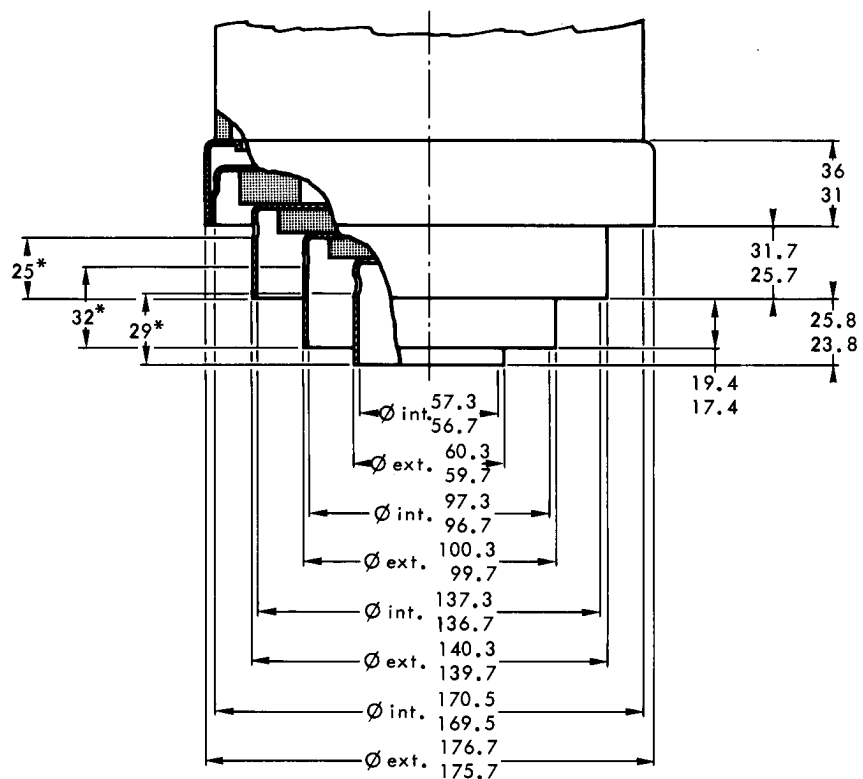 36
31
25*
31.7
25.7
32*
29*
25.8
23.8
19.4
17.4
Ø int. 57.3
56.7
Ø ext. 60.3
59.7
Ø int. 97.3
96.7
Ø ext. 100.3
99.7
Ø int. 137.3
136.7
Ø ext. 140.3
139.7
Ø int. 170.5
169.5
Ø ext. 176.7
175.7